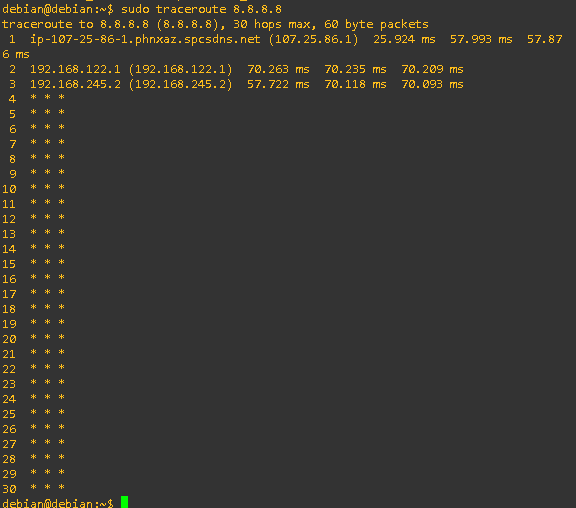 debian@debian:~$ sudo traceroute 8.8.8.8
traceroute to 8.8.8.8 (8.8.8.8), 30 hops max, 60 byte packets
 1  ip-107-25-86-1.phnxaz.spcsdns.net (107.25.86.1)  25.924 ms  57.993 ms  57.87
6 ms
 2  192.168.122.1 (192.168.122.1)  70.263 ms  70.235 ms  70.209 ms
 3  192.168.245.2 (192.168.245.2)  57.722 ms  70.118 ms  70.093 ms
 4  * * *
 5  * * *
 6  * * *
 7  * * *
 8  * * *
 9  * * *
10  * * *
11  * * *
12  * * *
13  * * *
14  * * *
15  * * *
16  * * *
17  * * *
18  * * *
19  * * *
20  * * *
21  * * *
22  * * *
23  * * *
24  * * *
25  * * *
26  * * *
27  * * *
28  * * *
29  * * *
30  * * *
debian@debian:~$